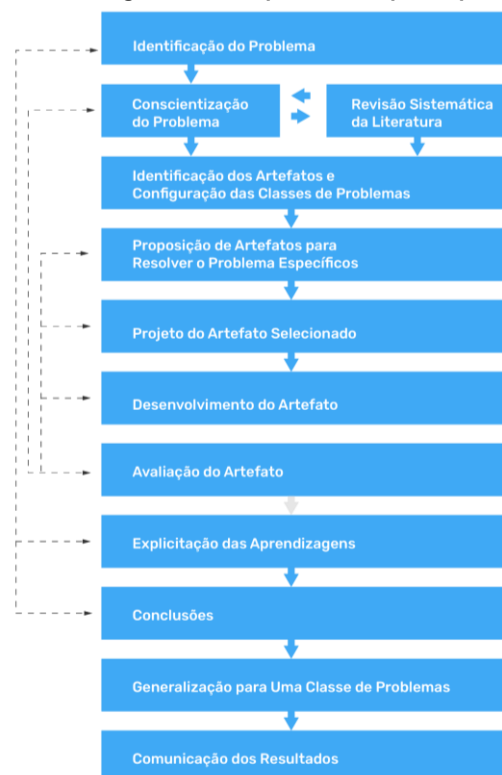 Identificação do Problema
Conscientização
do Problema
Revisão Sistemática
da Literatura
Identificação dos Artefatos e
Configuração das Classes de Problemas
Proposição de Artefatos para
Resolver o Problema Específicos
Projeto do Artefato Selecionado
Desenvolvimento do Artefato
Avaliação do Artefato
Explicitação das Aprendizagens
Conclusões
Generalização para Uma Classe de Problemas
Comunicação dos Resultados